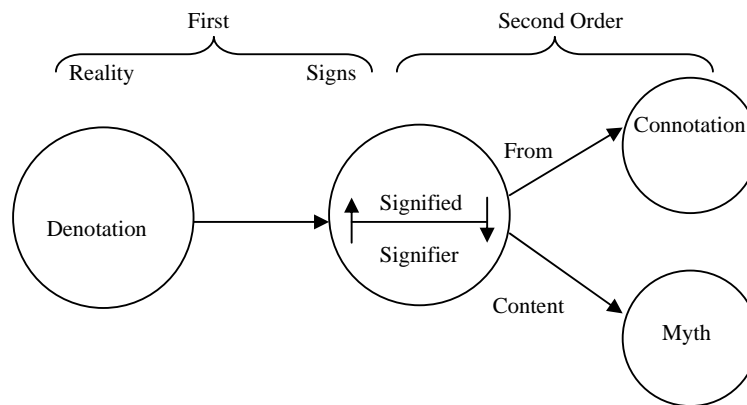 First
Second Order
Reality
Signs
Connotation
From
Signified
Denotation
Signifier
Content
Myth